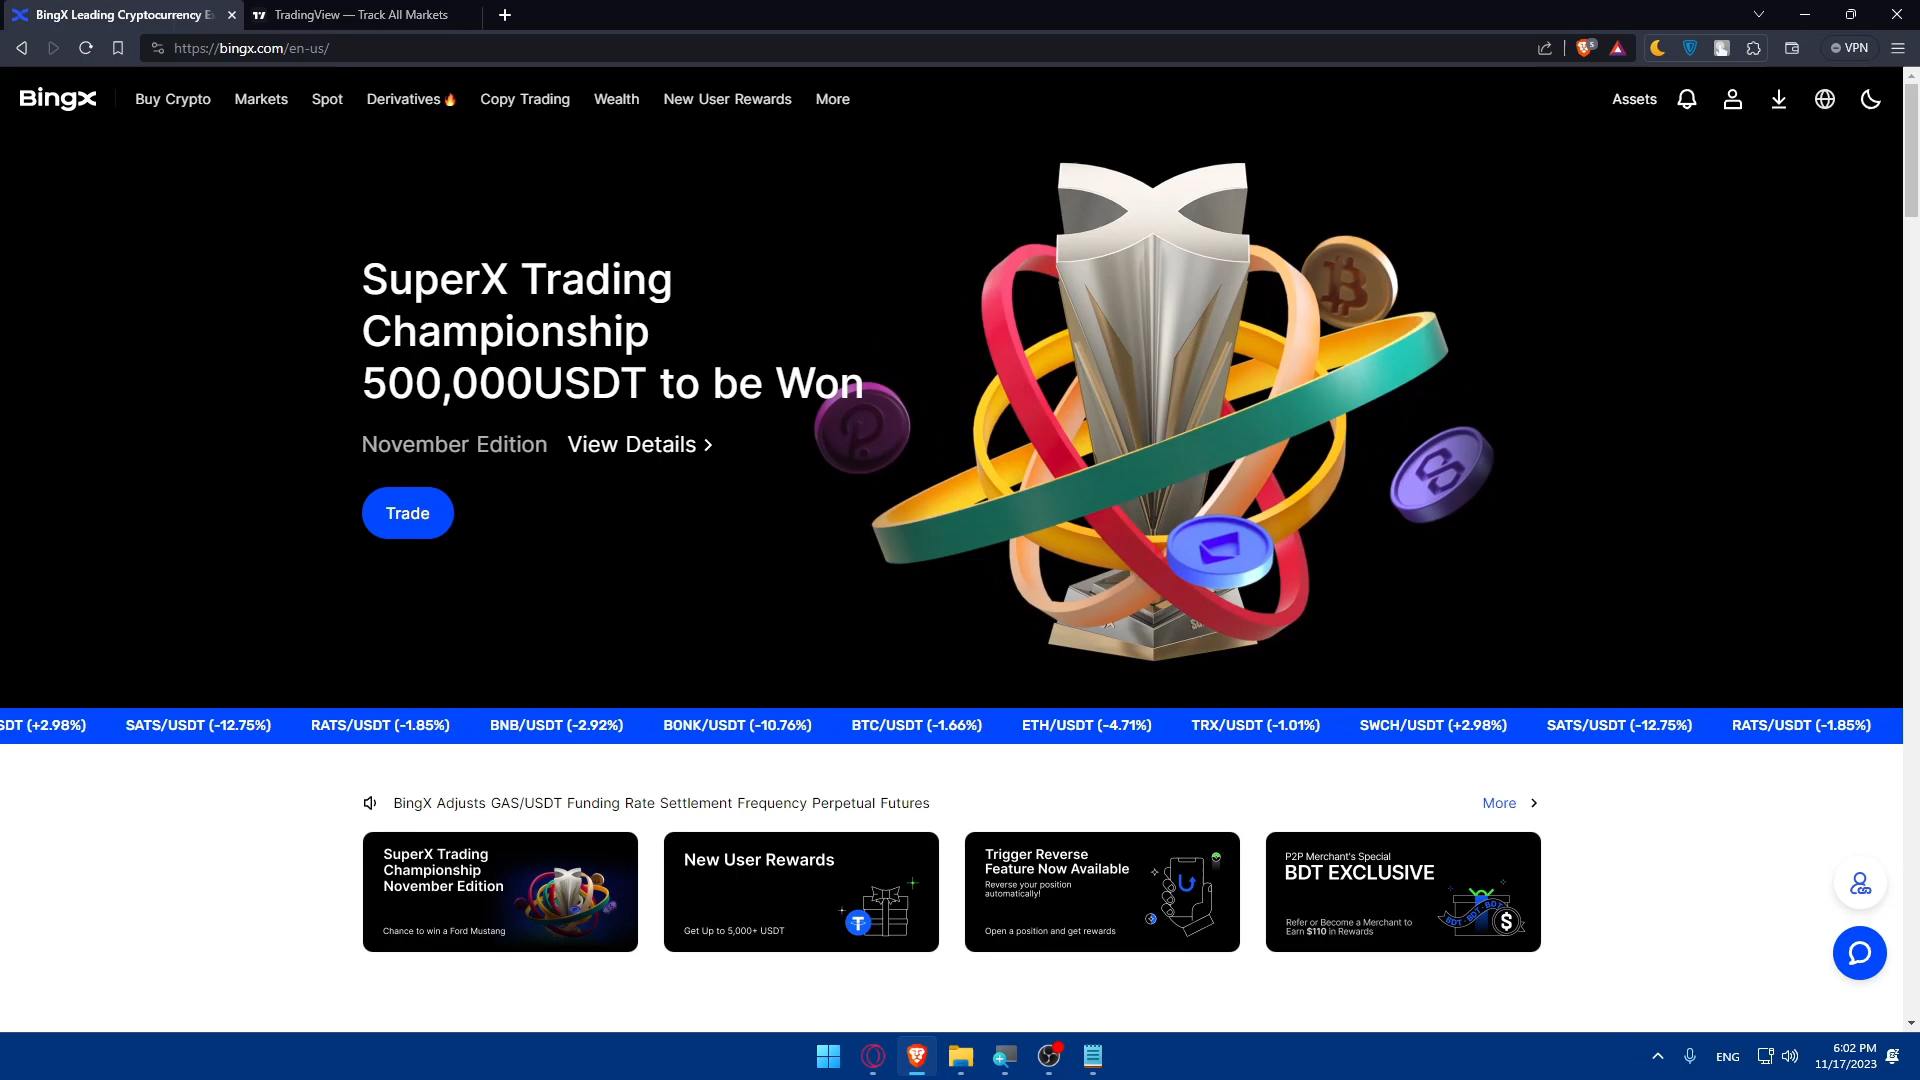 BingX Leading Cryptocurrency E
TradingView — Track All Markets
https://bingx.com/en-us/
5
VPN
BingX
Buy Crypto
Markets
Spot
Derivatives
Copy Trading
Wealth
New User Rewards
More
Assets
SuperX Trading
Championship
500,000USDT to be Won
November Edition
View Details >
Trade
SDT (+2.98%)
SATS/USDT (-12.75%)
RATS/USDT (-1.85%)
BNB/USDT (-2.92%)
BONK/USDT (-10.76%)
BTC/USDT (-1.66%)
ETH/USDT (-4.71%)
TRX/USDT (-1.01%)
SWCH/USDT (+2.98%)
SATS/USDT (-12.75%)
RATS/USDT (-1.85%)
BingX Adjusts GAS/USDT Funding Rate Settlement Frequency Perpetual Futures
More >
SuperX Trading
Championship
November Edition
Chance to win a Ford Mustang
New User Rewards
Get Up to 5,000+ USDT
Trigger Reverse
Feature Now Available
Reverse your position
automatically!
Open a position and get rewards
P2P Merchant's Special
BDT EXCLUSIVE
BDT · BDT · BDT
Refer or Become a Merchant to
Earn $110 in Rewards
ENG
6:02 PM
11/17/2023